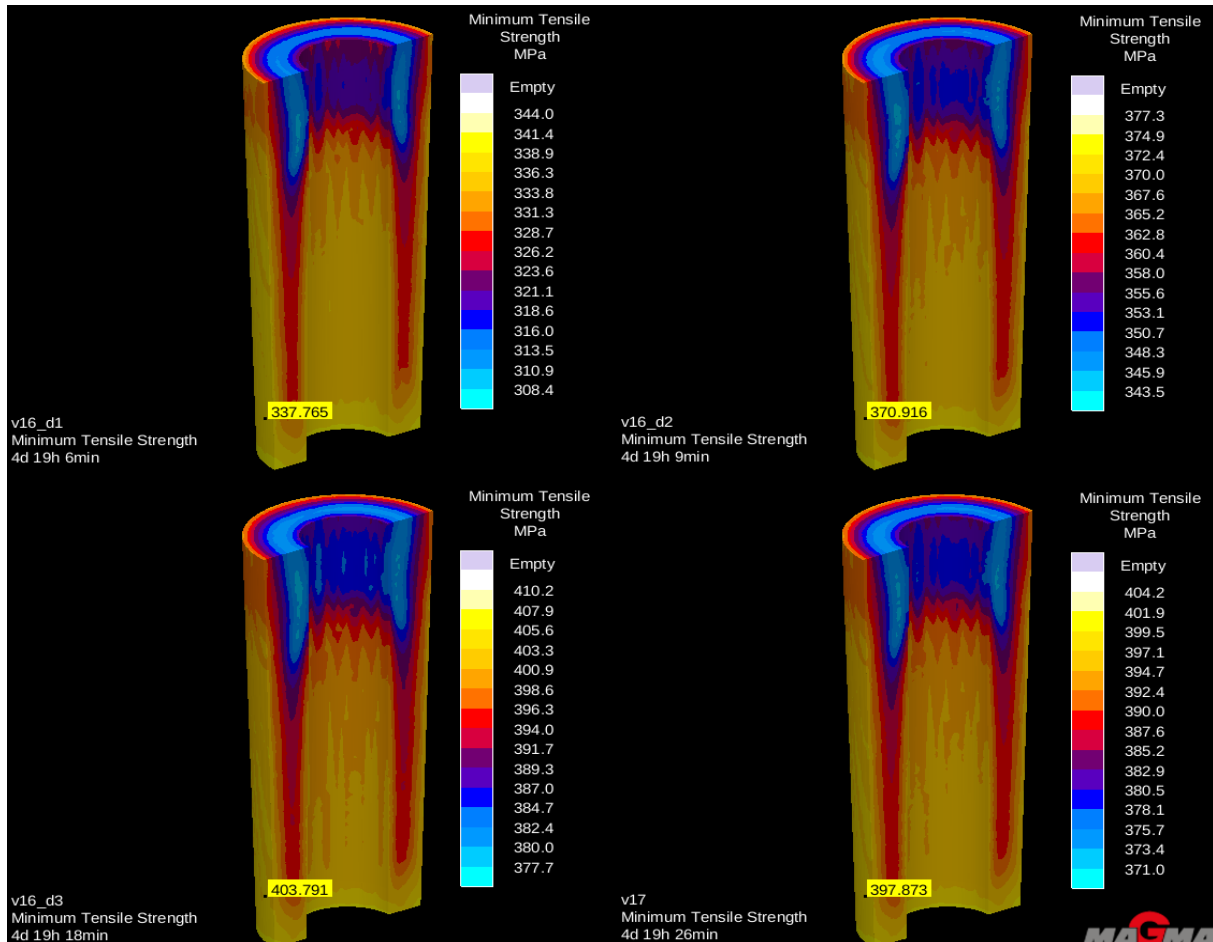 Minimum Tensile
Strength
MPa
Empty
344.0
341.4
338.9
336.3
333.8
331.3
328.7
326.2
323.6
321.1
318.6
316.0
313.5
310.9
308.4
337.765
v16_d1
Minimum Tensile Strength
4d 19h 6min
Minimum Tensile
Strength
MPa
Empty
377.3
374.9
372.4
370.0
367.6
365.2
362.8
360.4
358.0
355.6
353.1
350.7
348.3
345.9
343.5
370.916
v16_d2
Minimum Tensile Strength
4d 19h 9min
Minimum Tensile
Strength
MPa
Empty
410.2
407.9
405.6
403.3
400.9
398.6
396.3
394.0
391.7
389.3
387.0
384.7
382.4
380.0
377.7
403.791
v16_d3
Minimum Tensile Strength
4d 19h 18min
Minimum Tensile
Strength
MPa
Empty
404.2
401.9
399.5
397.1
394.7
392.4
390.0
387.6
385.2
382.9
380.5
378.1
375.7
373.4
371.0
397.873
v17
Minimum Tensile Strength
4d 19h 26min
MAGMA